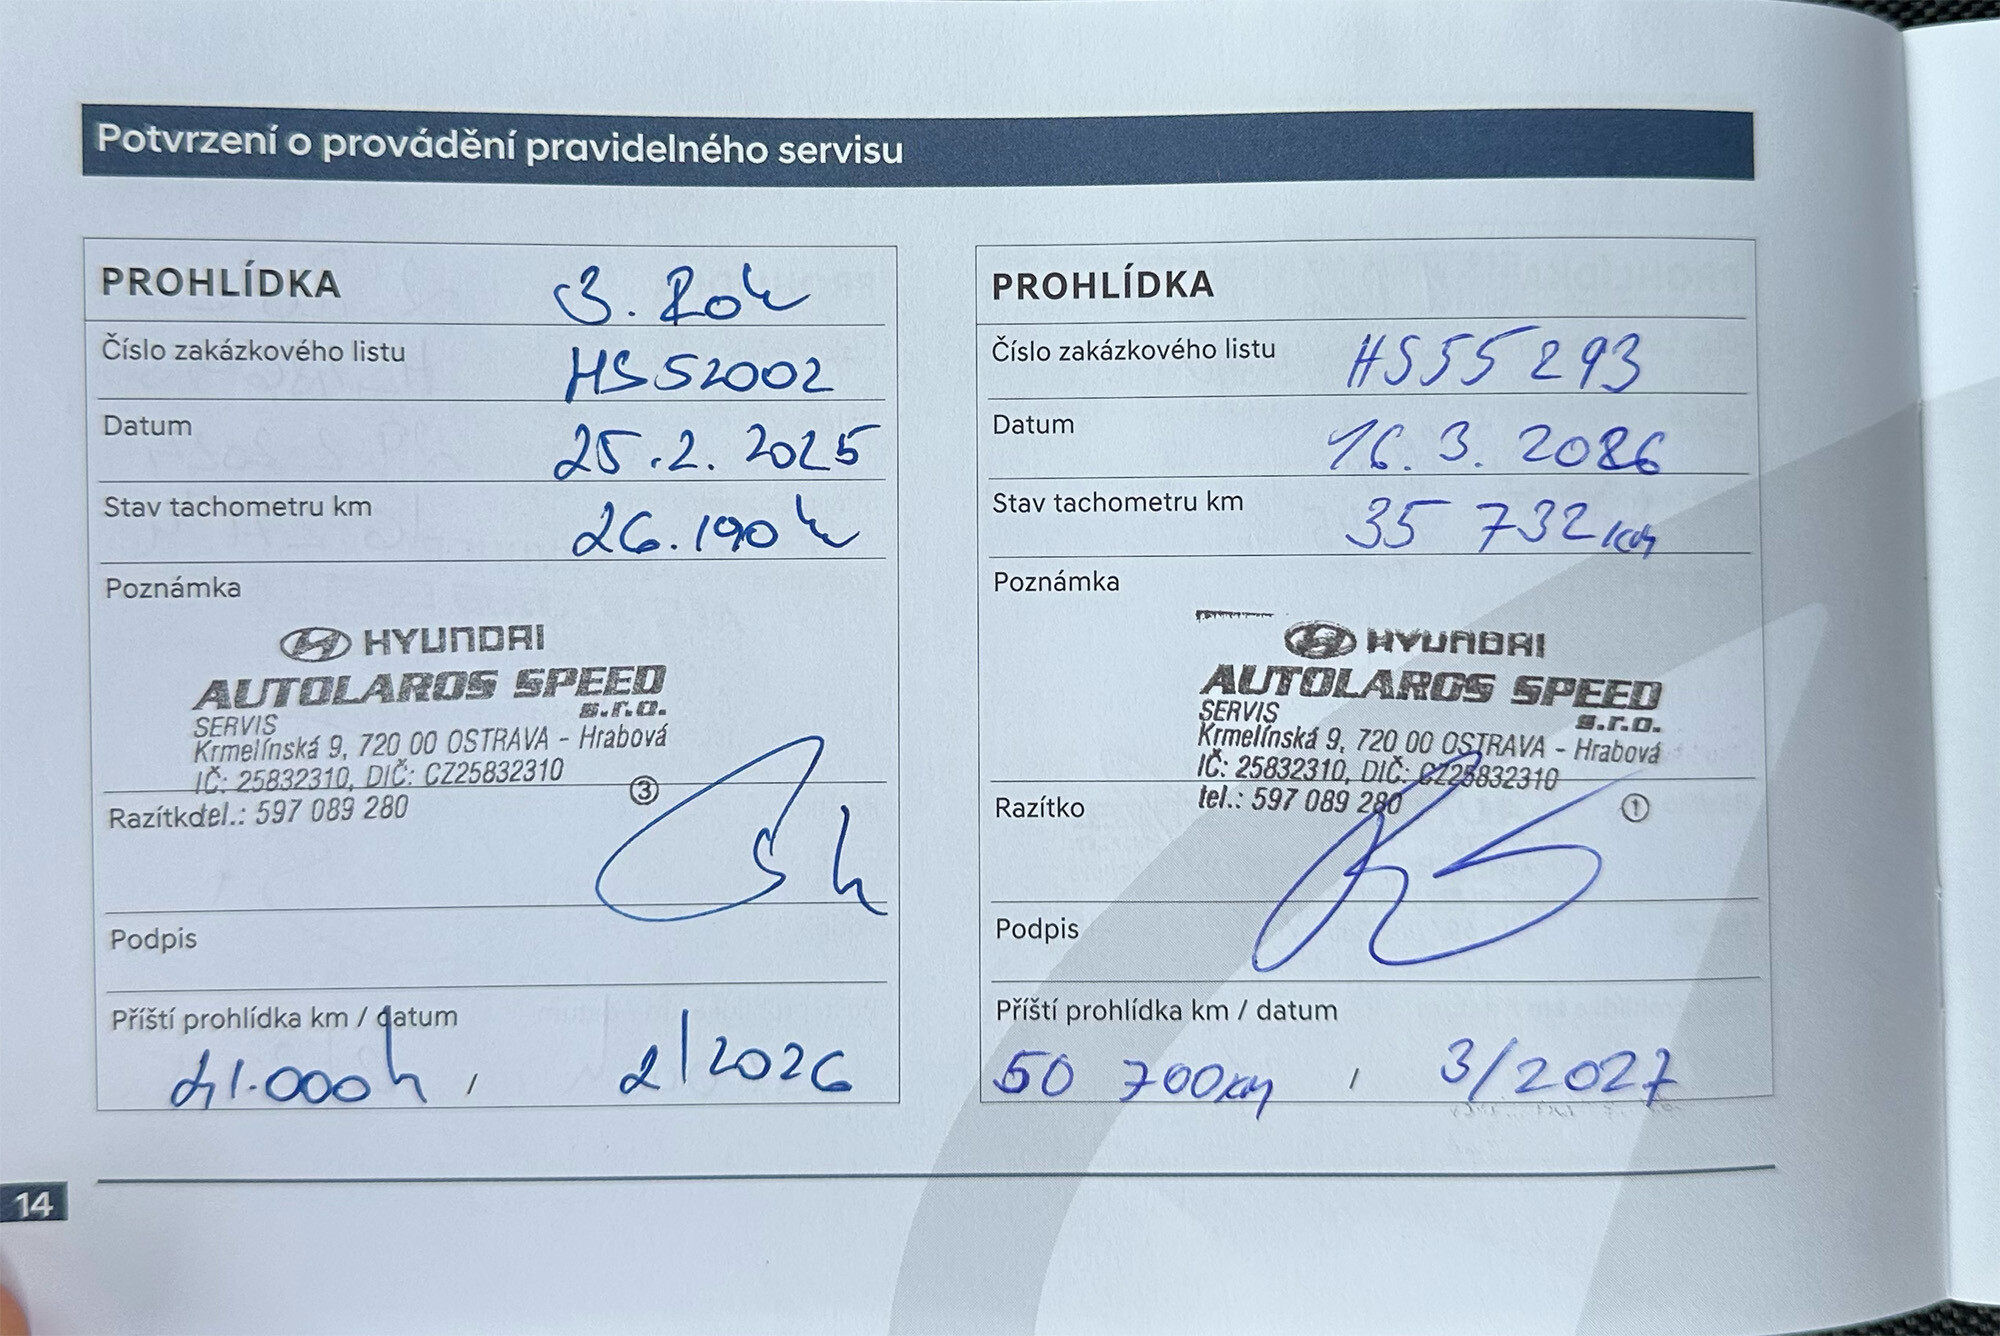 Potvrzení o provádění pravidelného servisu
PROHLÍDKA 3. Rok
Číslo zakázkového listu HS52002
Datum 25.2.2025
Stav tachometru km 26.190 k
Poznámka
HYUNDAI
AUTOLAROS SPEED
s.r.o.
SERVIS
Krmelínská 9, 720 00 OSTRAVA - Hrabová
IČ: 25832310, DIČ: CZ25832310
3
Razítko tel.: 597 089 280
Podpis
Příští prohlídka km / datum
41.000 k / 2/2026
PROHLÍDKA
Číslo zakázkového listu HS55293
Datum 16.3.2026
Stav tachometru km 35 732 km
Poznámka
HYUNDAI
AUTOLAROS SPEED
s.r.o.
SERVIS
Krmelínská 9, 720 00 OSTRAVA - Hrabová
IČ: 25832310, DIČ: CZ25832310
Razítko tel.: 597 089 280
1
Podpis
Příští prohlídka km / datum
50 700 km / 3/2027
14